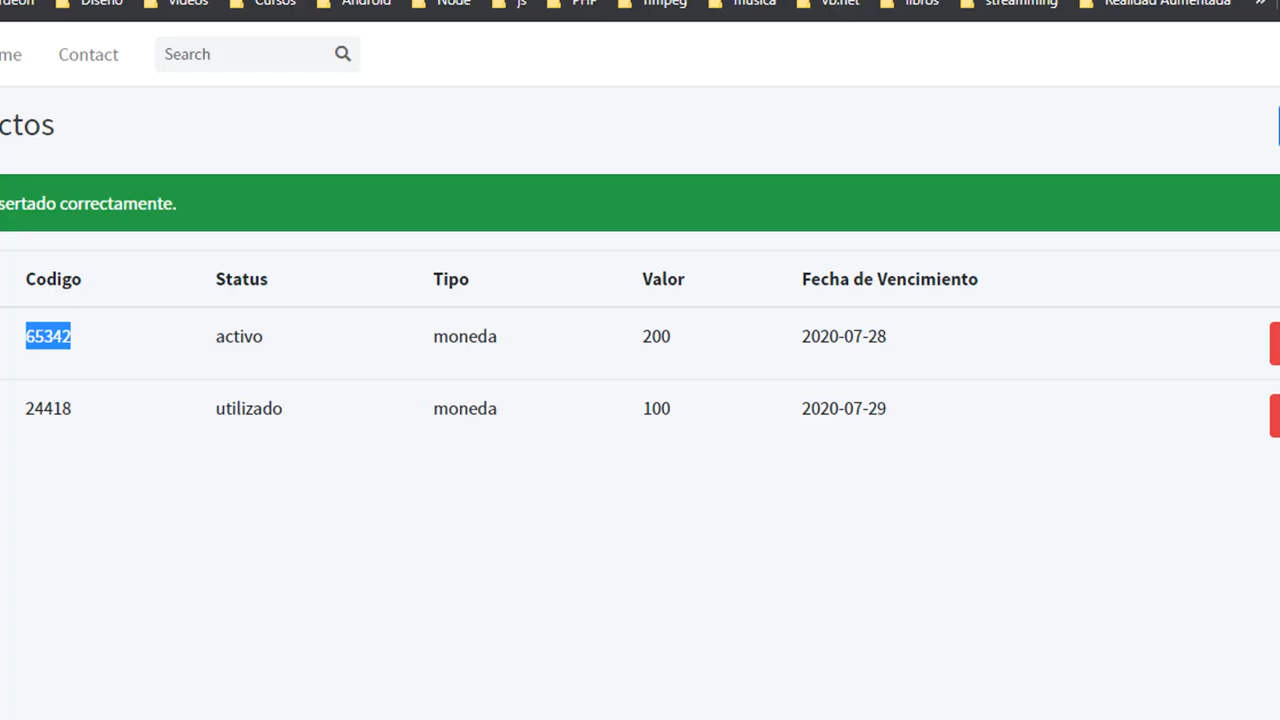 Diseño videos Cursos Android Node js PHP ffmpeg musica vb.net libros streamming Realidad Aumentada »
me Contact Search
ctos
sertado correctamente.
Codigo Status Tipo Valor Fecha de Vencimiento
65342 activo moneda 200 2020-07-28
24418 utilizado moneda 100 2020-07-29